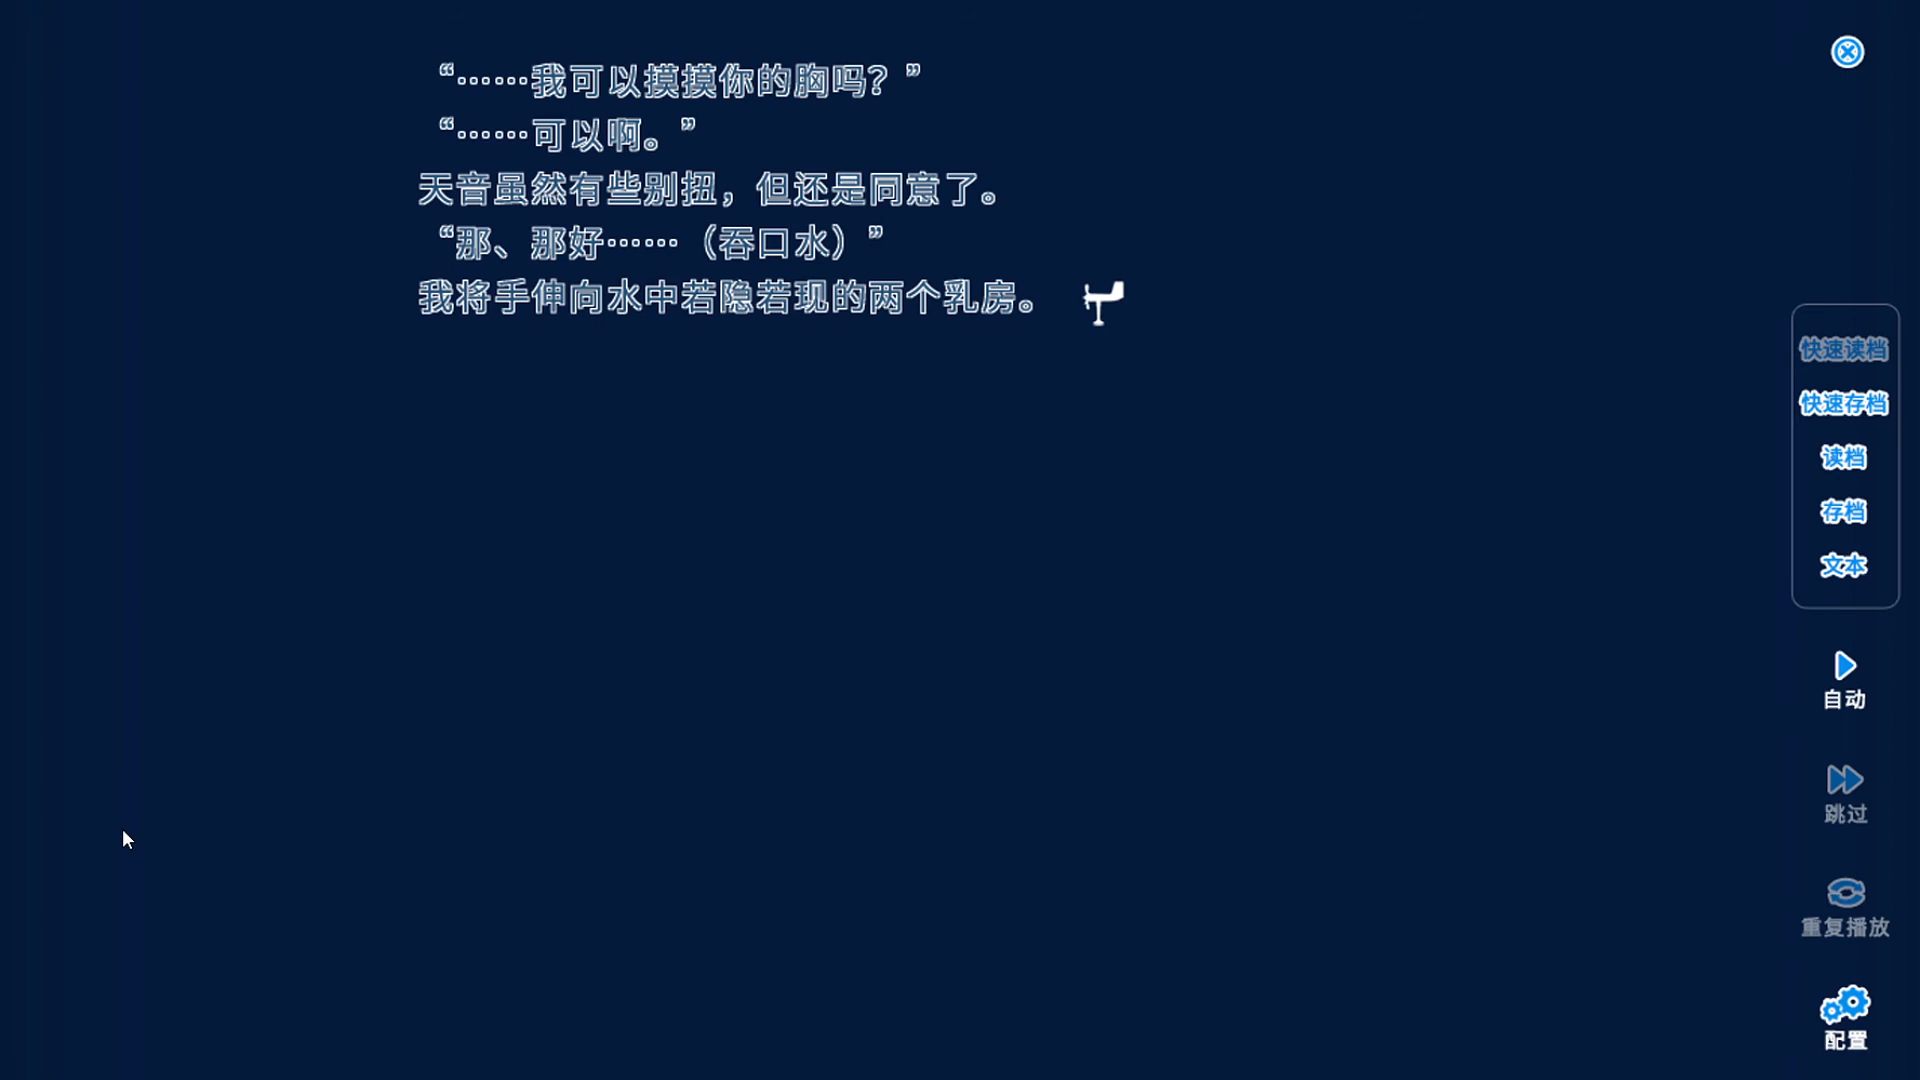 “……我可以摸摸你的胸吗？”
“……可以啊。”
天音虽然有些别扭，但还是同意了。
“那、那好……（吞口水）”
我将手伸向水中若隐若现的两个乳房。
快速读档
快速存档
读档
存档
文本
自动
跳过
重复播放
配置